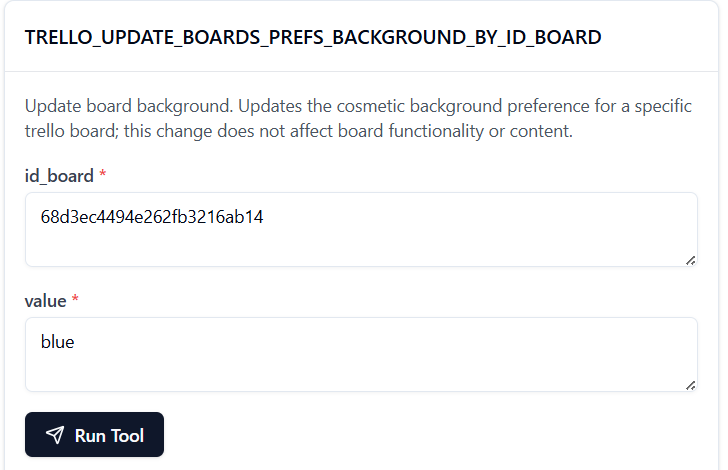 TRELLO_UPDATE_BOARDS_PREFS_BACKGROUND_BY_ID_BOARD
Update board background. Updates the cosmetic background preference for a specific
trello board; this change does not affect board functionality or content.
id_board *
68d3ec4494e262fb3216ab14
value *
blue
Run Tool